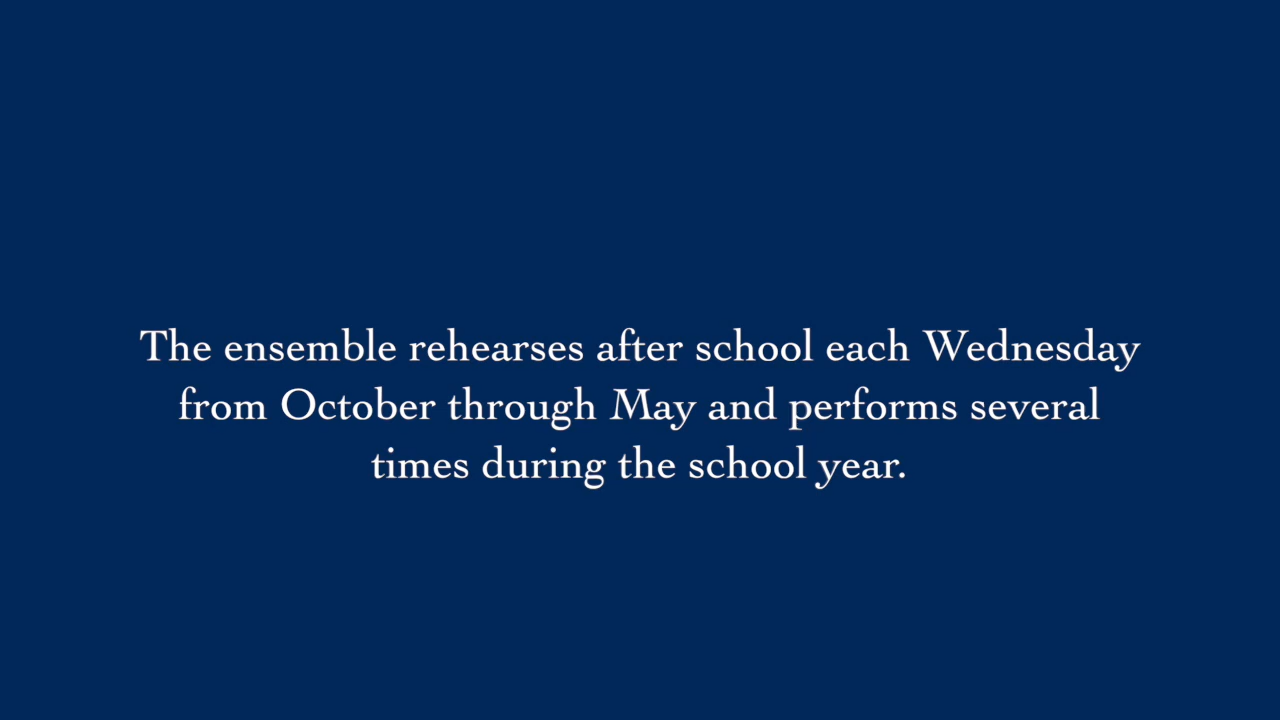 The ensemble rehearses after school each Wednesday
from October through May and performs several
times during the school year.